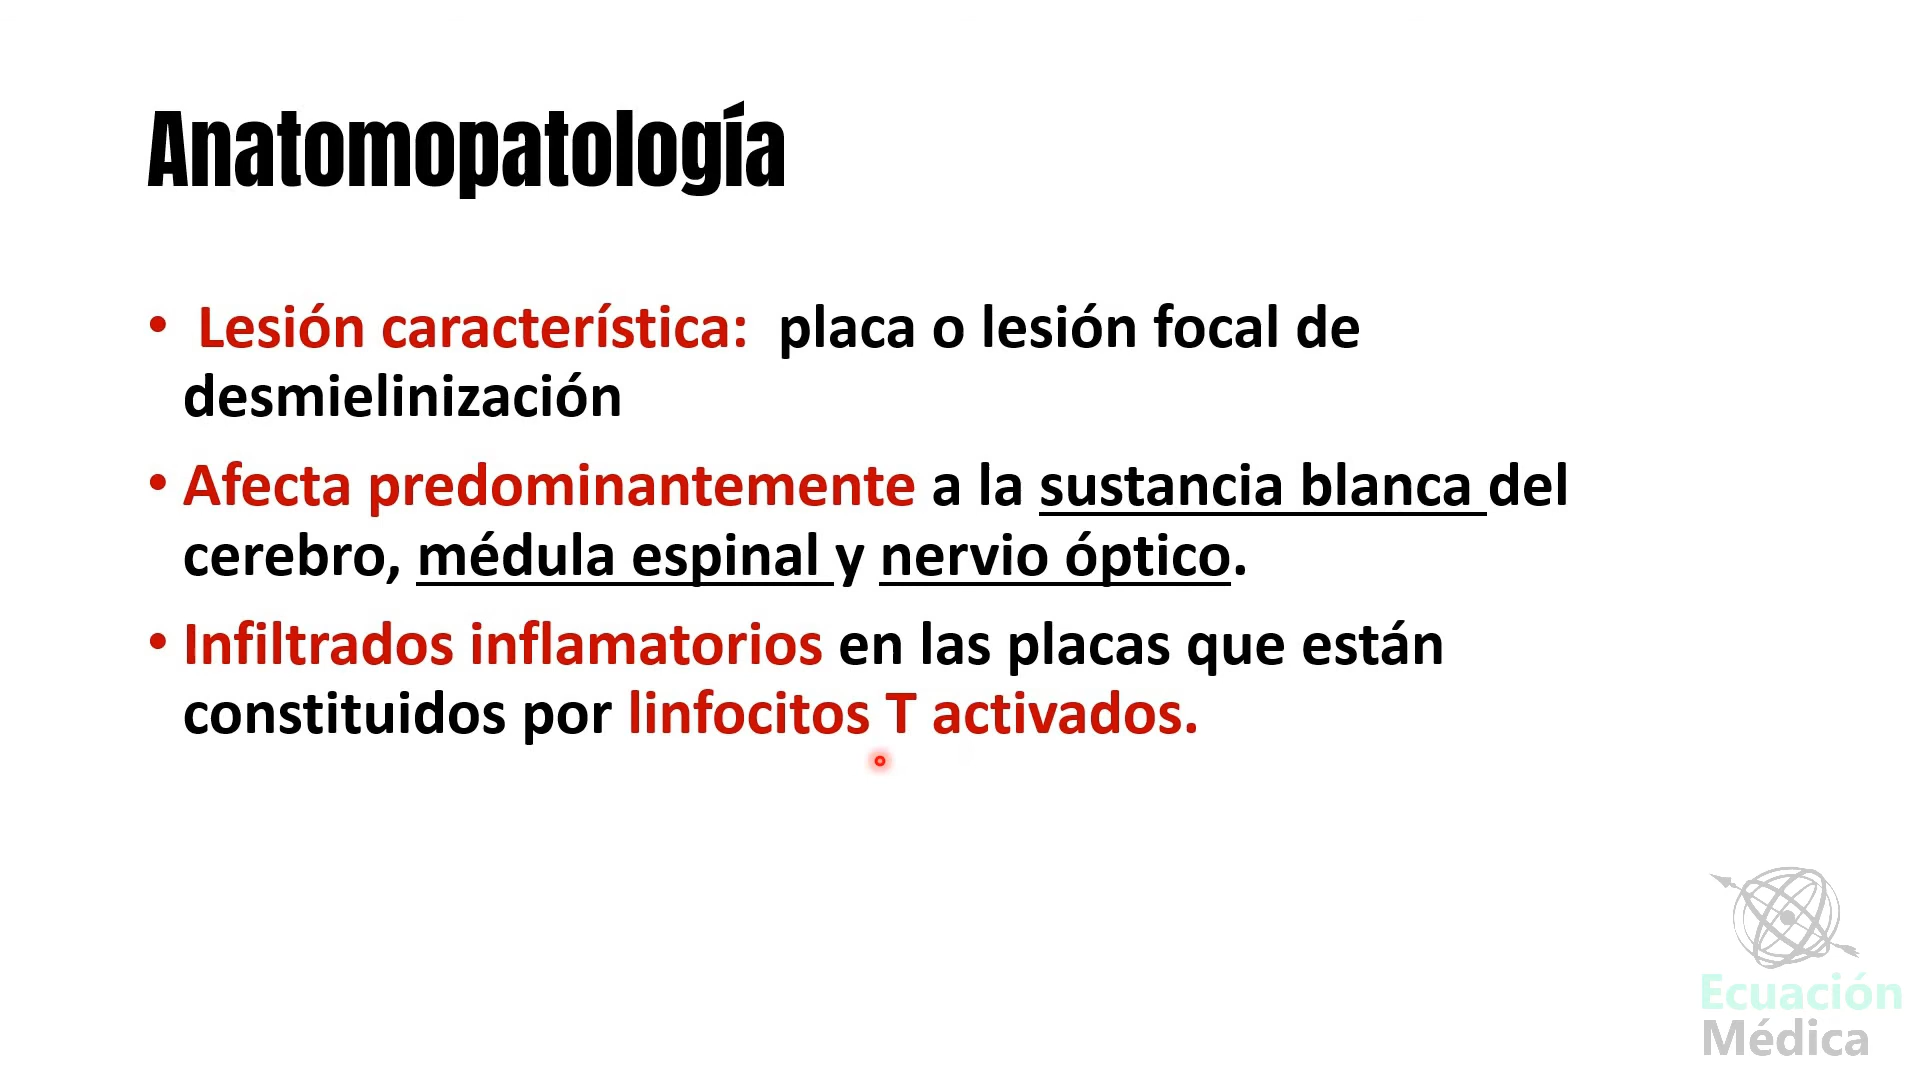 Anatomopatología
• Lesión característica: placa o lesión focal de
desmielinización
• Afecta predominantemente a la sustancia blanca del
cerebro, médula espinal y nervio óptico.
• Infiltrados inflamatorios en las placas que están
constituidos por linfocitos T activados.
Ecuación
Médica